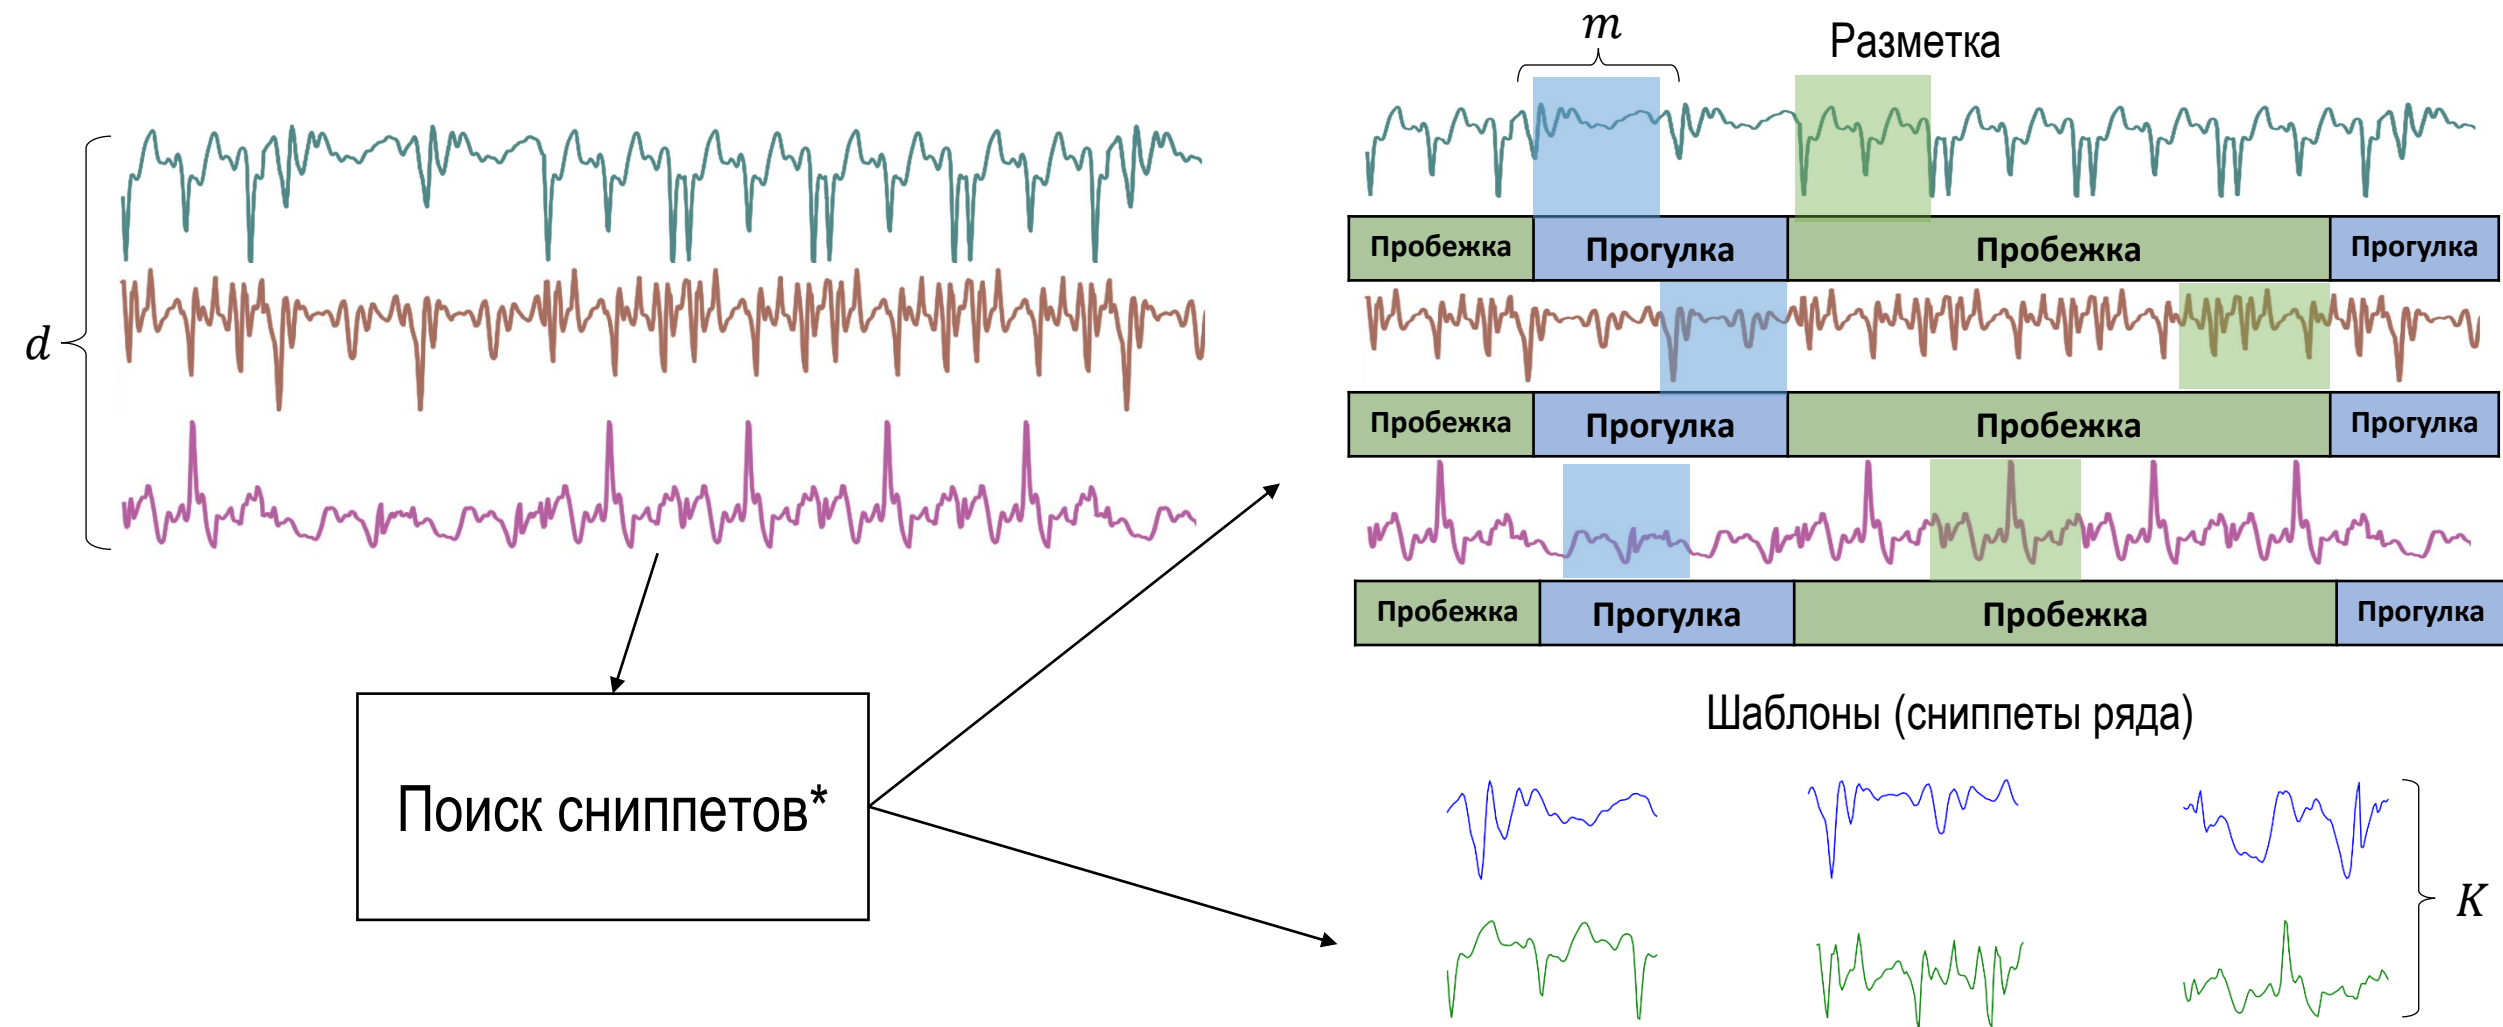 m
Разметка
d
Пробежка Прогулка Пробежка Прогулка
Пробежка Прогулка Пробежка Прогулка
Пробежка Прогулка Пробежка Прогулка
Поиск сниппетов*
Шаблоны (сниппеты ряда)
K